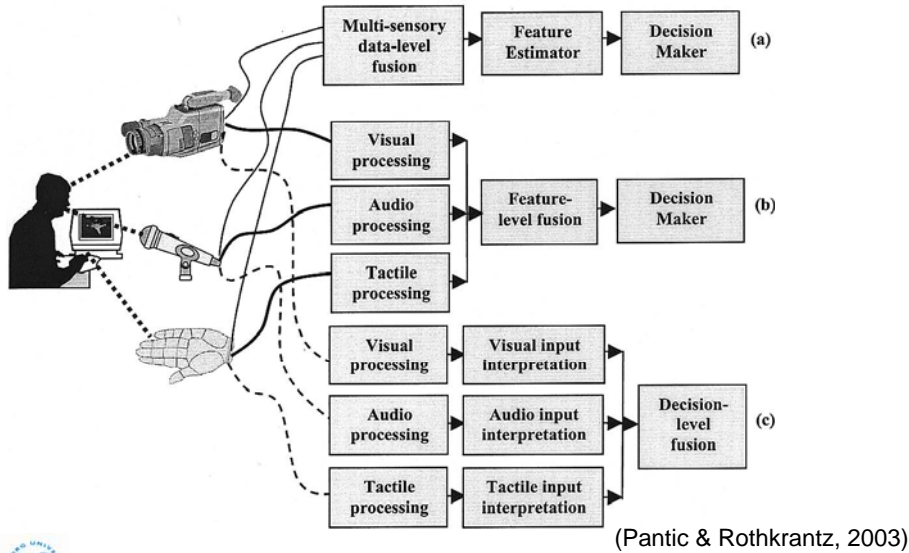 Multi-sensory
data-level
fusion
Feature
Estimator
Decision
Maker
(a)
Visual
processing
Audio
processing
Tactile
processing
Feature-
level fusion
Decision
Maker
(b)
Visual
processing
Visual input
interpretation
Audio
processing
Audio input
interpretation
Tactile
processing
Tactile input
interpretation
Decision-
level
fusion
(c)
(Pantic & Rothkrantz, 2003)